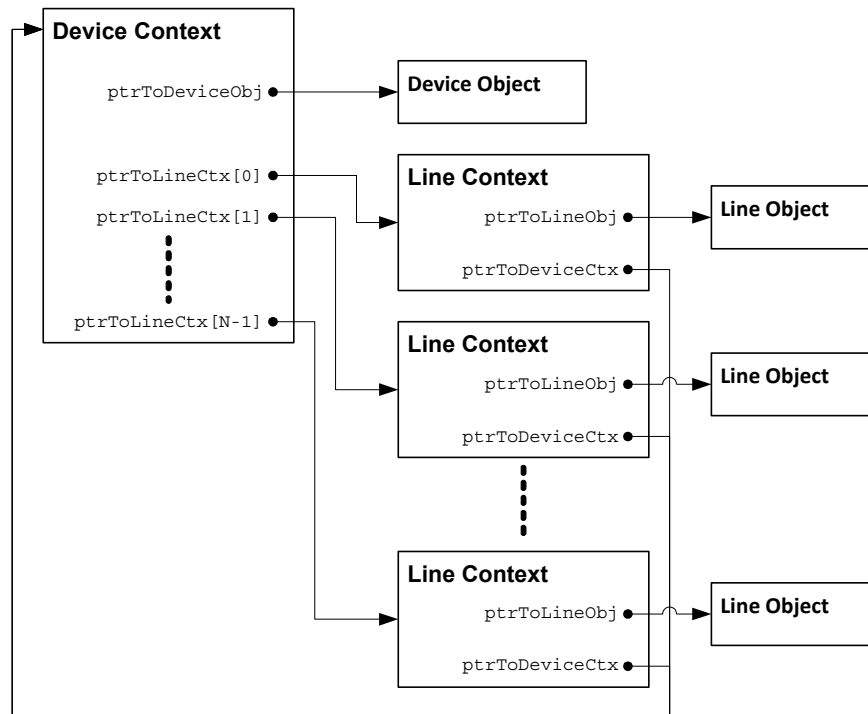 Device Context
ptrToDeviceObj
ptrToLineCtx[0]
ptrToLineCtx[1]
ptrToLineCtx[N-1]
Device Object
Line Context
ptrToLineObj
ptrToDeviceCtx
Line Object
Line Context
ptrToLineObj
ptrToDeviceCtx
Line Object
Line Context
ptrToLineObj
ptrToDeviceCtx
Line Object